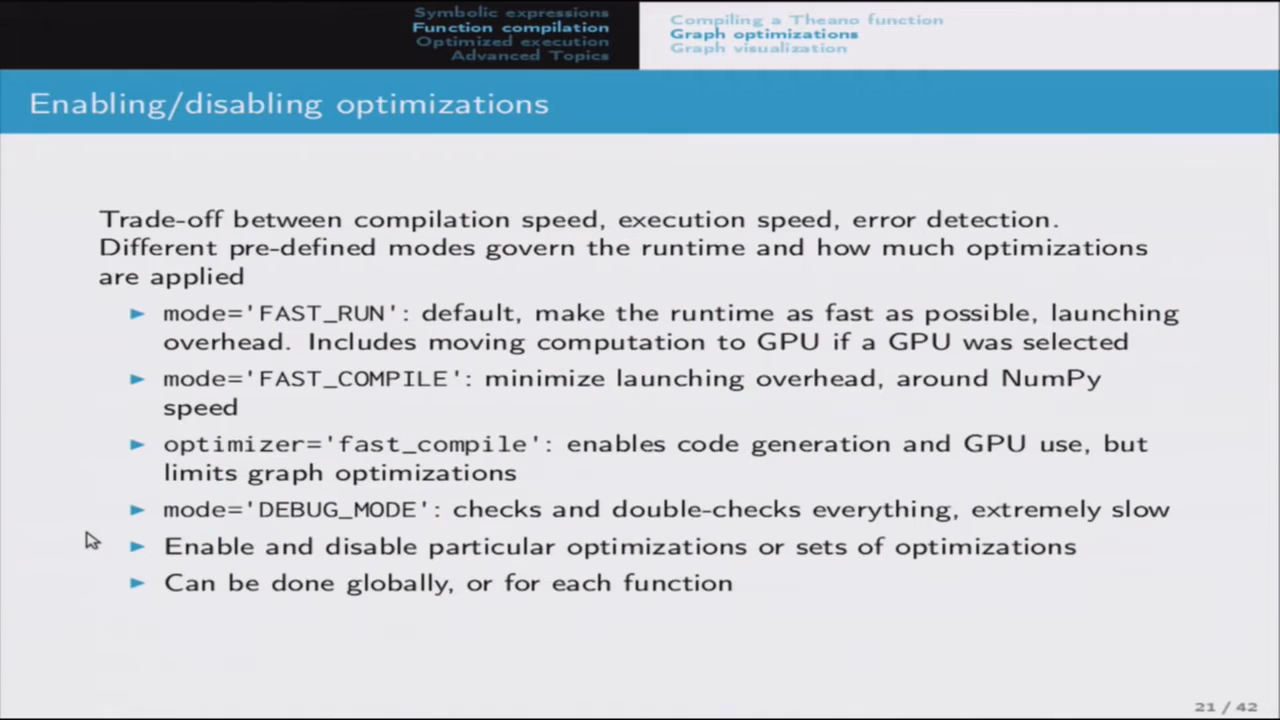 Symbolic expressions
Function compilation
Optimized execution
Advanced Topics
Compiling a Theano function
Graph optimizations
Graph visualization
Enabling/disabling optimizations
Trade-off between compilation speed, execution speed, error detection.
Different pre-defined modes govern the runtime and how much optimizations
are applied
► mode='FAST_RUN': default, make the runtime as fast as possible, launching
overhead. Includes moving computation to GPU if a GPU was selected
► mode='FAST_COMPILE': minimize launching overhead, around NumPy
speed
► optimizer='fast_compile': enables code generation and GPU use, but
limits graph optimizations
► mode='DEBUG_MODE': checks and double-checks everything, extremely slow
► Enable and disable particular optimizations or sets of optimizations
► Can be done globally, or for each function
21 / 42